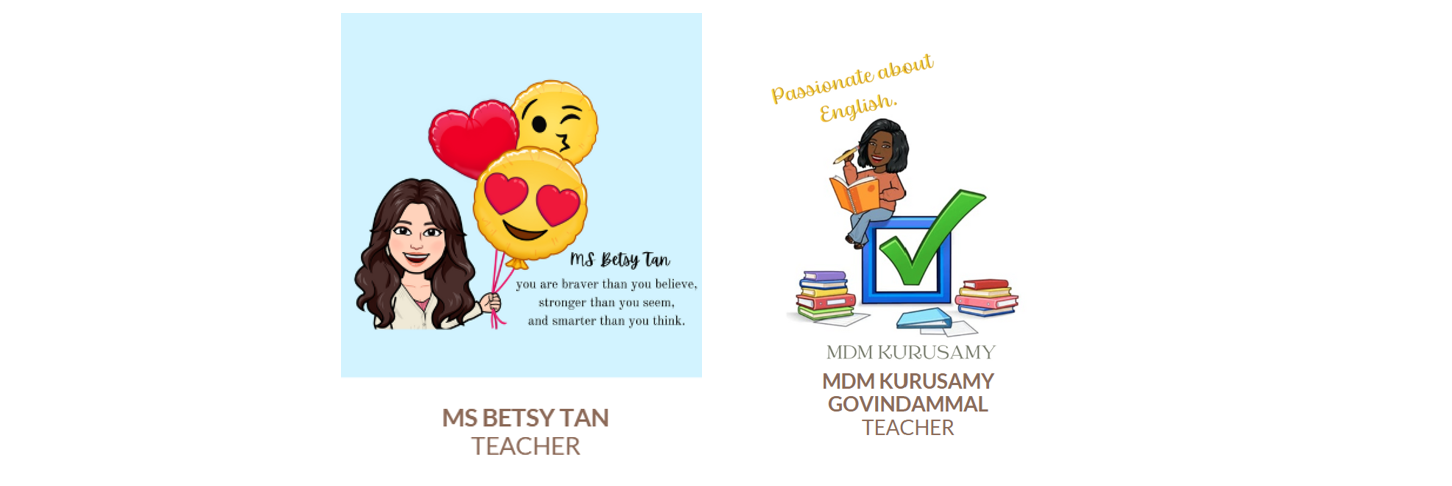 MS Betsy Tan
you are braver than you believe,
stronger than you seem,
and smarter than you think.
MS BETSY TAN
TEACHER
Passionate about
English.
MDM KURUSAMY
MDM KURUSAMY
GOVINDAMMAL
TEACHER